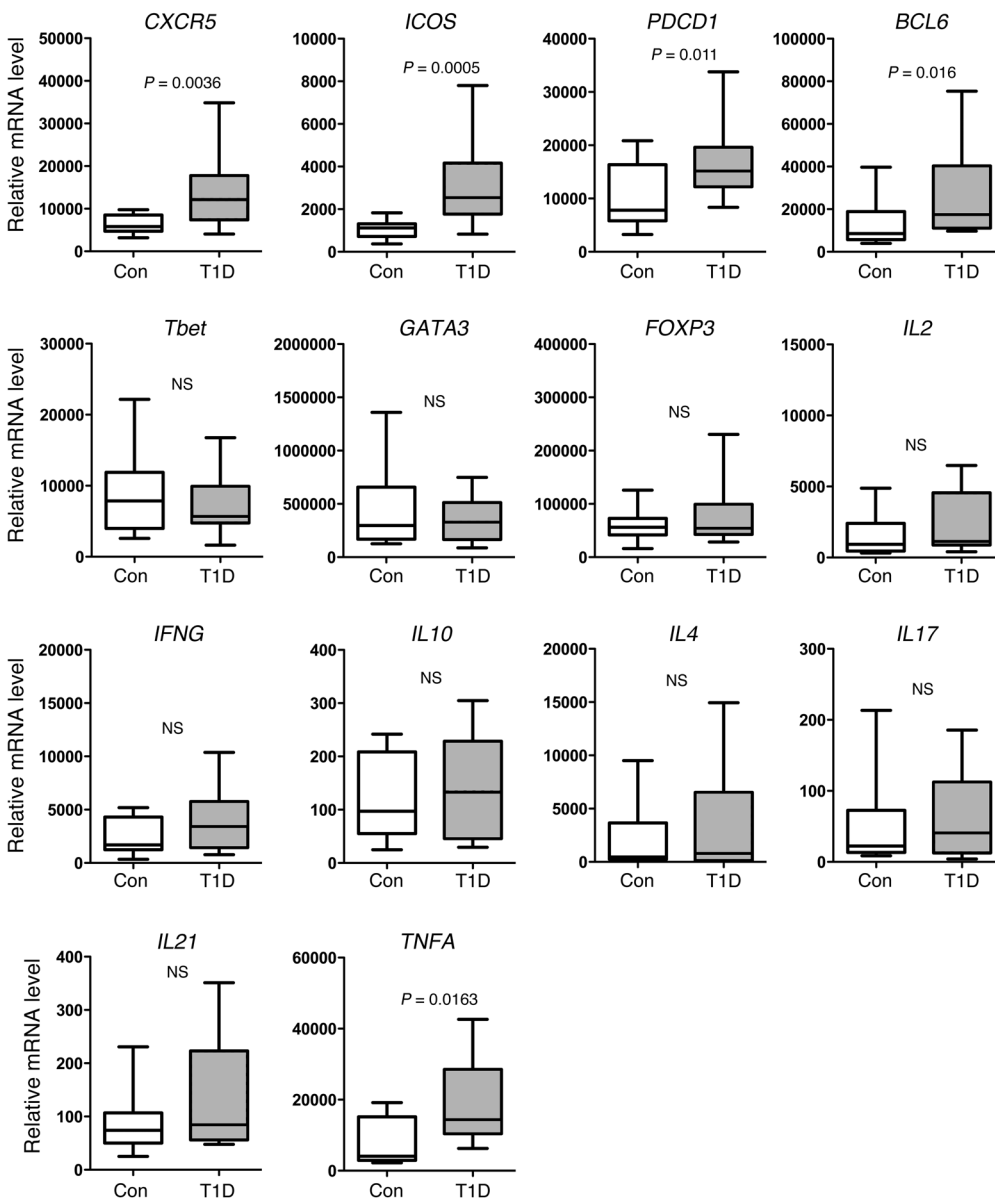 CXCR5
Relative mRNA level
50000
40000
30000
20000
10000
0
P = 0.0036
Con
T1D
ICOS
10000
8000
6000
4000
2000
0
P = 0.0005
Con
T1D
PDCD1
40000
30000
20000
10000
0
P = 0.011
Con
T1D
BCL6
100000
80000
60000
40000
20000
0
P = 0.016
Con
T1D
Tbet
Relative mRNA level
30000
20000
10000
0
NS
Con
T1D
GATA3
2000000
1500000
1000000
500000
0
NS
Con
T1D
FOXP3
400000
300000
200000
100000
0
NS
Con
T1D
IL2
15000
10000
5000
0
NS
Con
T1D
IFNG
Relative mRNA level
20000
15000
10000
5000
0
NS
Con
T1D
IL10
400
300
200
100
0
NS
Con
T1D
IL4
20000
15000
10000
5000
0
NS
Con
T1D
IL17
300
200
100
0
NS
Con
T1D
IL21
Relative mRNA level
400
300
200
100
0
NS
Con
T1D
TNFA
60000
40000
20000
0
P = 0.0163
Con
T1D